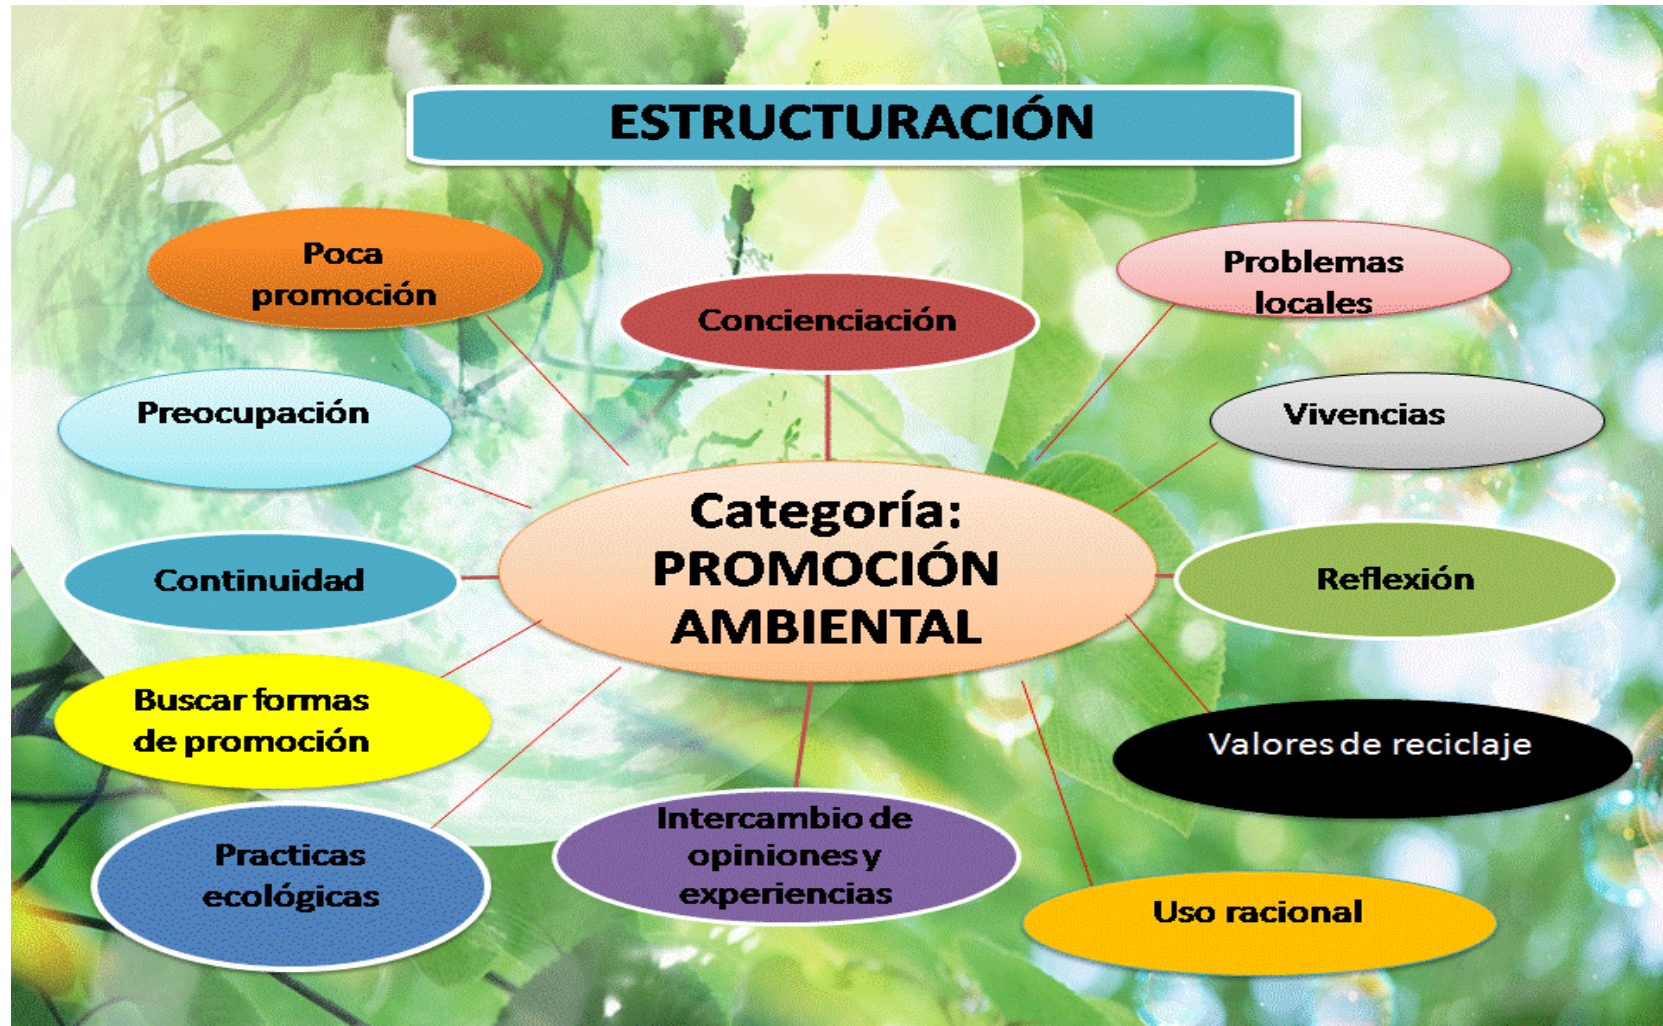 ESTRUCTURACIÓN
Poca
promoción
Concienciación
Problemas
locales
Preocupación
Vivencias
Categoría:
PROMOCIÓN
AMBIENTAL
Continuidad
Reflexión
Buscar formas
de promoción
Valores de reciclaje
Practicas
ecológicas
Intercambio de
opiniones y
experiencias
Uso racional